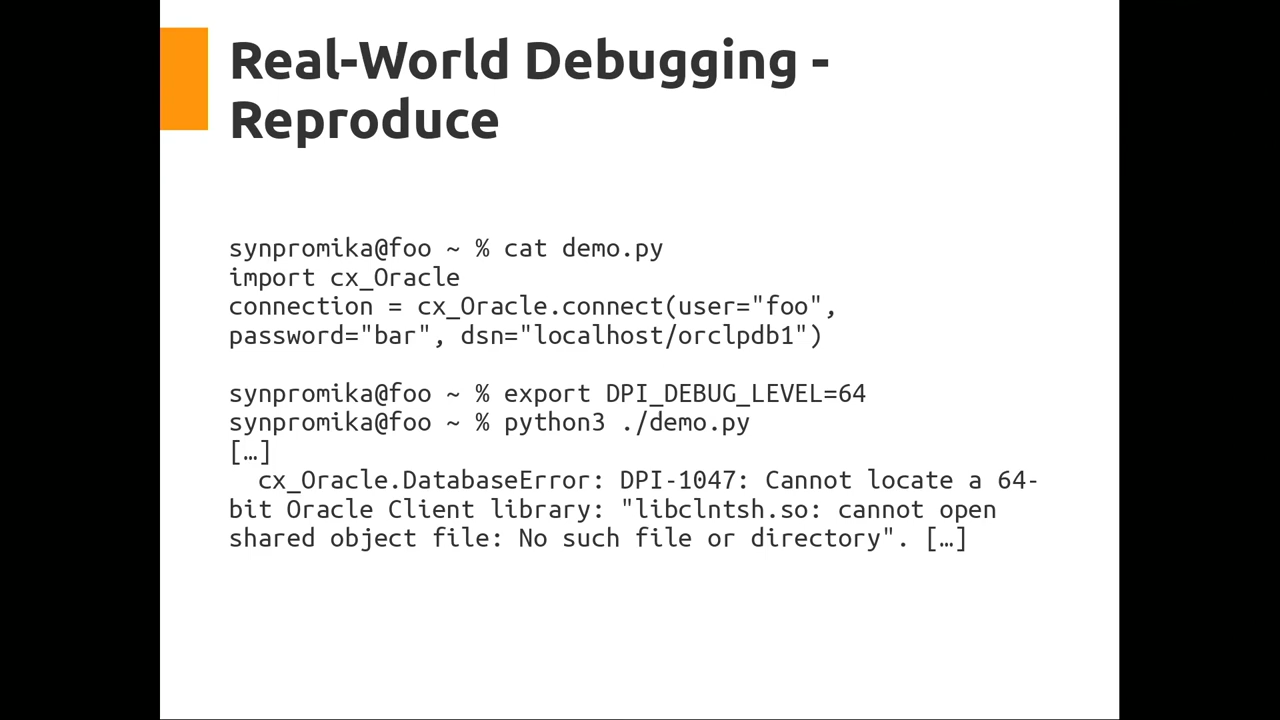 Real-World Debugging -
Reproduce
synpromika@foo ~ % cat demo.py
import cx_Oracle
connection = cx_Oracle.connect(user="foo",
password="bar", dsn="localhost/orclpdb1")
synpromika@foo ~ % export DPI_DEBUG_LEVEL=64
synpromika@foo ~ % python3 ./demo.py
[…]
  cx_Oracle.DatabaseError: DPI-1047: Cannot locate a 64-
bit Oracle Client library: "libclntsh.so: cannot open
shared object file: No such file or directory". […]